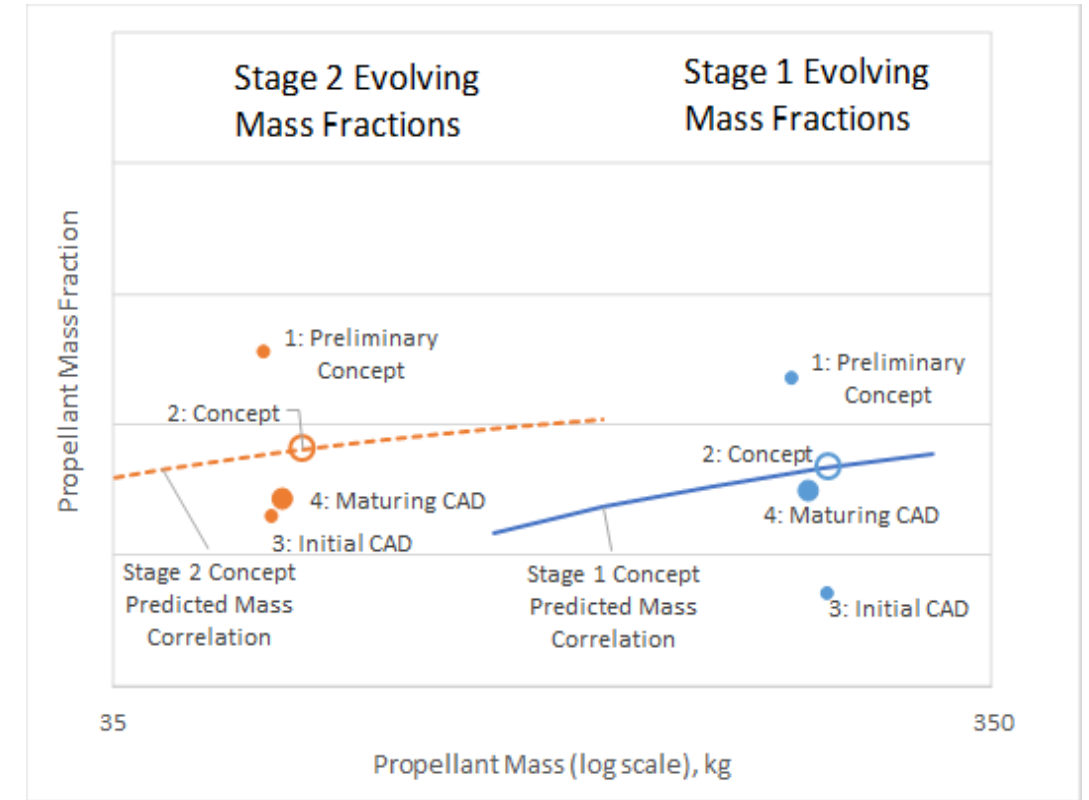 Stage 2 Evolving
Mass Fractions
Stage 1 Evolving
Mass Fractions
Propellant Mass Fraction
1: Preliminary
Concept
1: Preliminary
Concept
2: Concept
2: Concept
4: Maturing CAD
4: Maturing CAD
3: Initial CAD
Stage 2 Concept
Predicted Mass
Correlation
Stage 1 Concept
Predicted Mass
Correlation
3: Initial CAD
35
350
Propellant Mass (log scale), kg